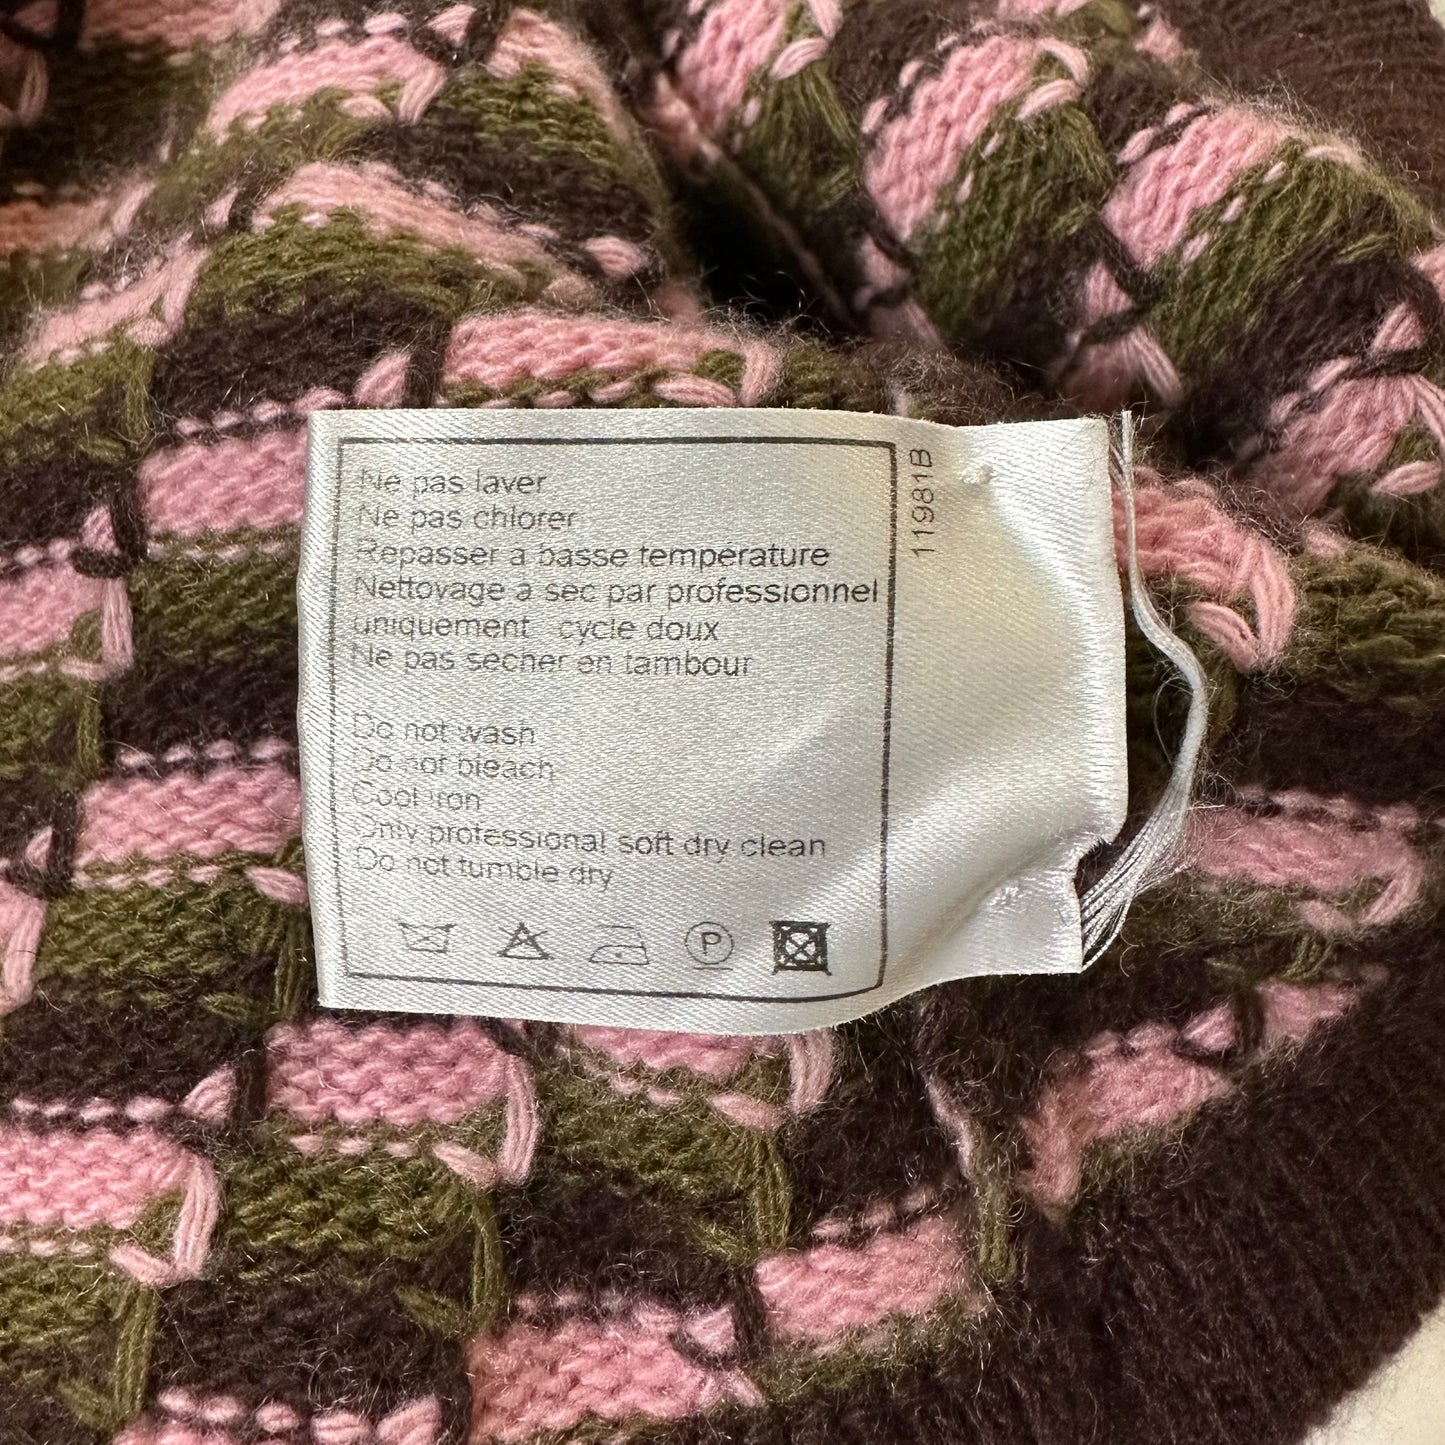 Ne pas laver
Ne pas chlorer
Repasser à basse température
Nettoyage à sec par professionnel
uniquement - cycle doux
Ne pas sécher en tambour
Do not wash
Do not bleach
Cool iron
Only professional soft dry clean
Do not tumble dry
P
11981B